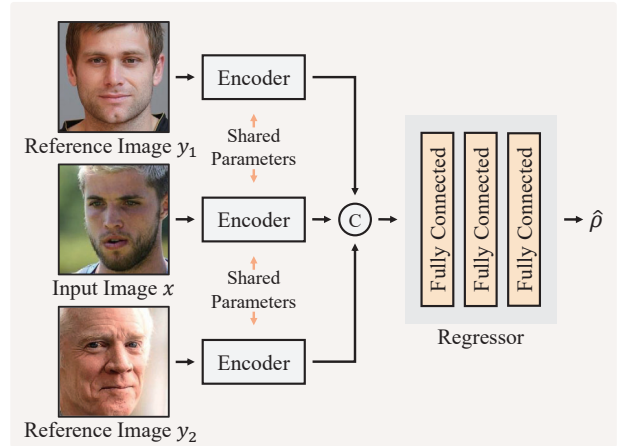 Encoder
Reference Image y₁
Shared
Parameters
Encoder
C
Input Image x
Shared
Parameters
Encoder
Reference Image y₂
Fully Connected
Fully Connected
Fully Connected
Regressor
ρ̂